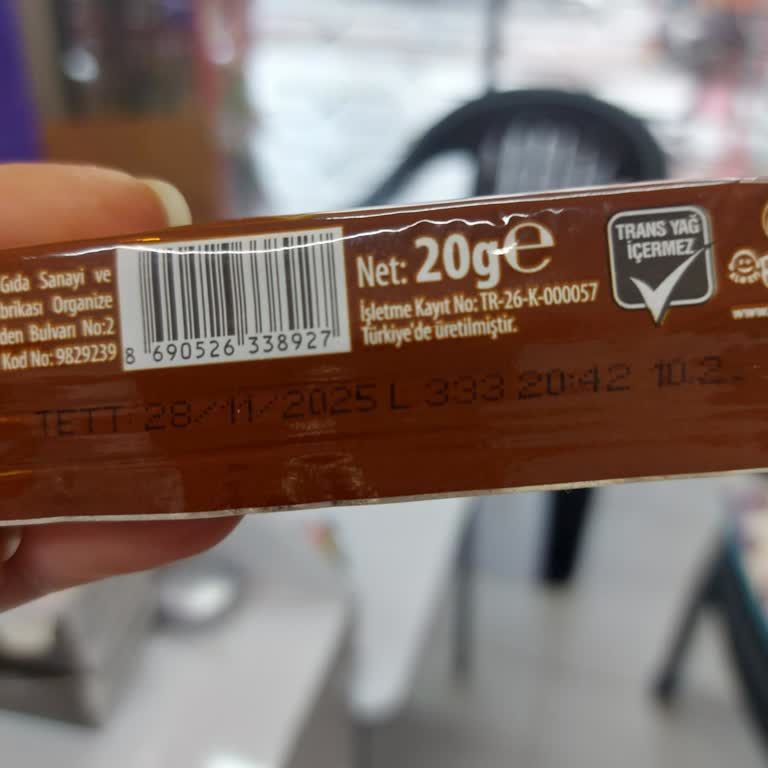 Gıda Sanayi ve
brikası Organize
den Bulvarı No:2
Kod No: 9829239
8 690526 338927
Net: 20g e
İşletme Kayıt No: TR-26-K-000057
Türkiye'de üretilmiştir.
TRANS YAĞ
İÇERMEZ
www.
TETT 28/11/2025 L 333 20:42 10.2